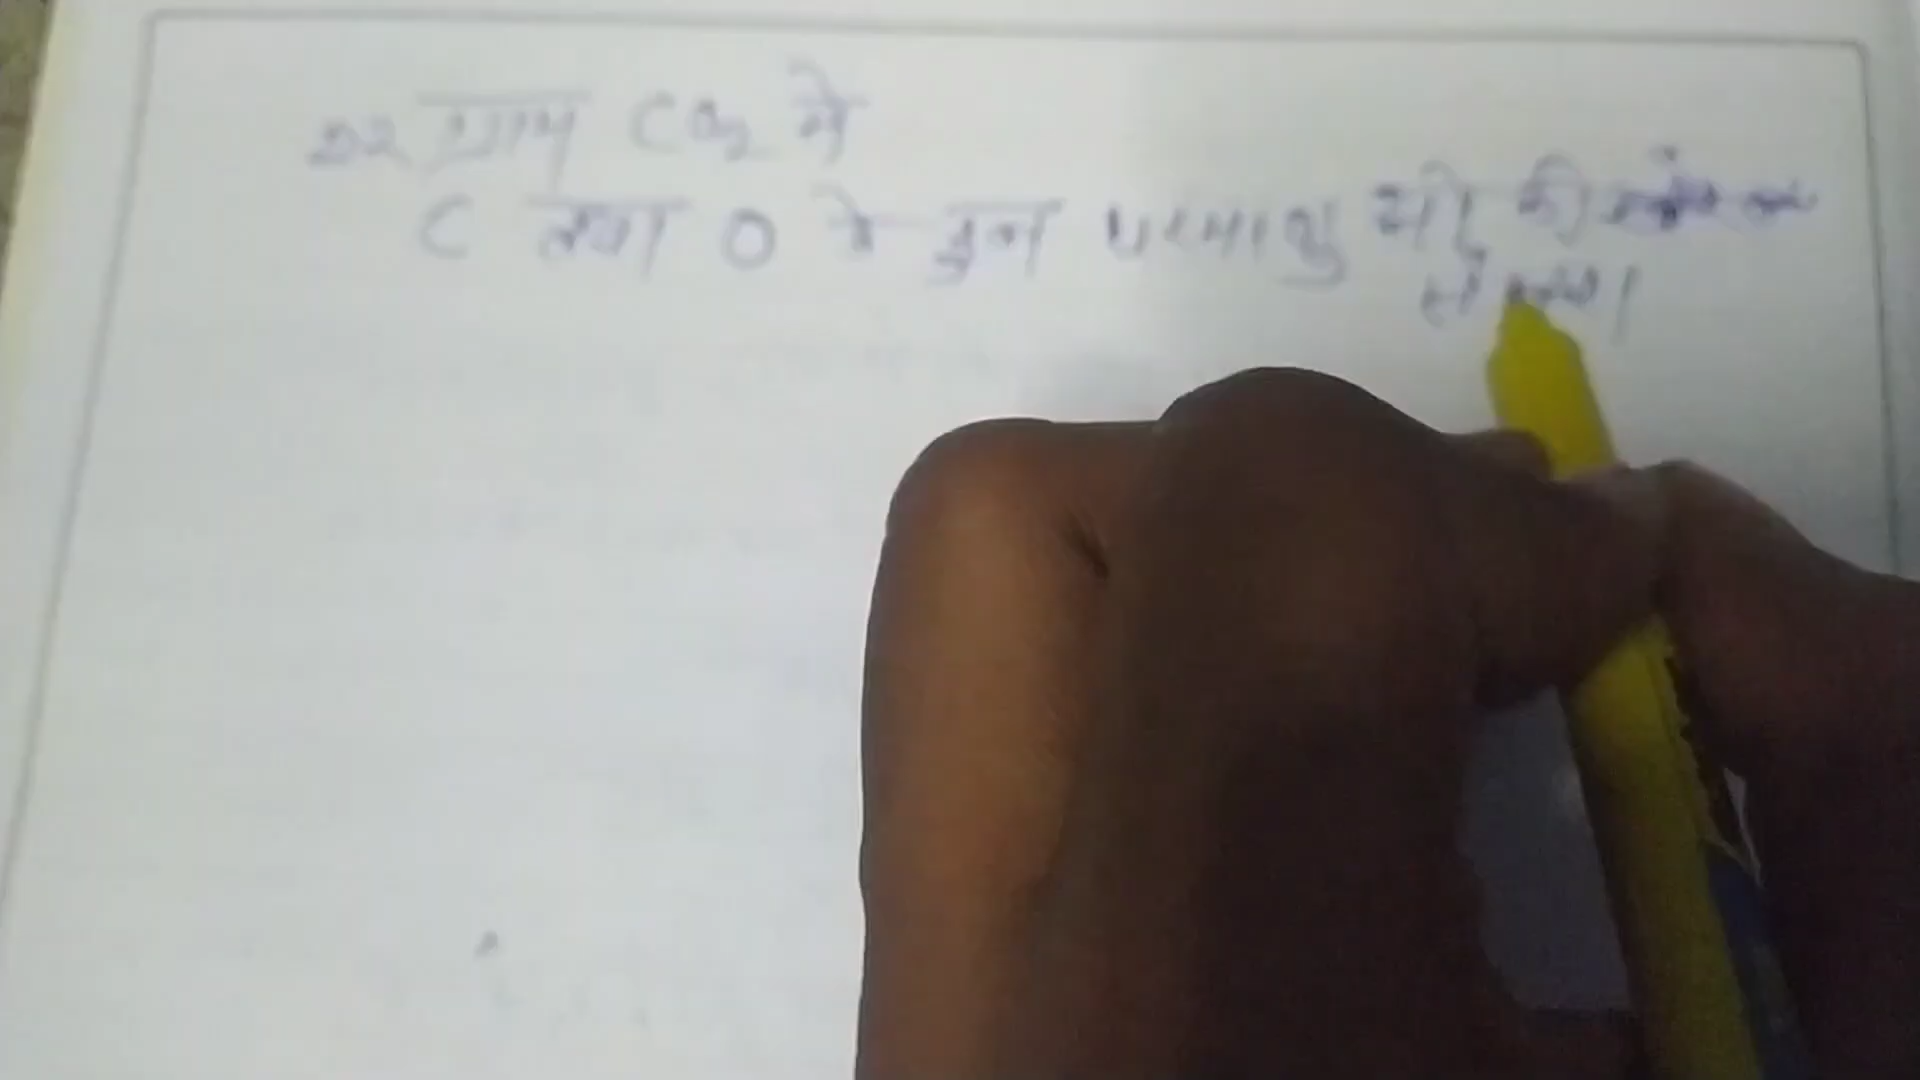 22 ग्राम CO2 में
C तथा O के कुल परमाणुओं की
संख्या